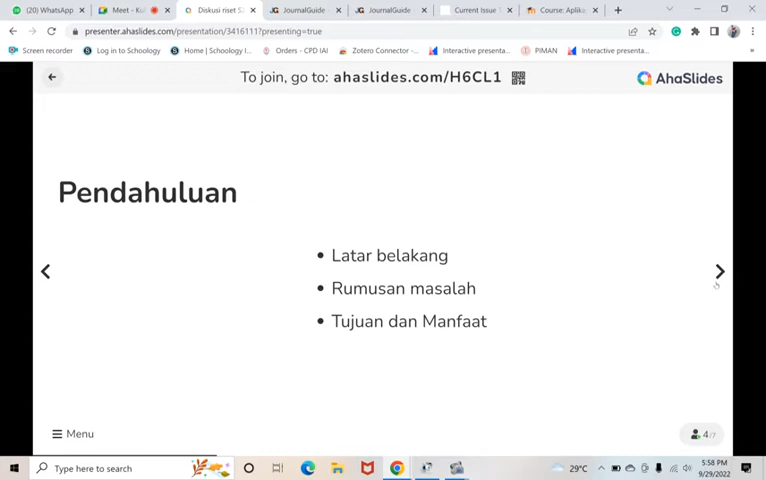 (20) WhatsApp
Meet - Ku
Diskusi riset S
JournalGuide
JournalGuide
Current Issue
Course: Aplika
presenter.ahaslides.com/presentation/3416111?presenting=true
Screen recorder
Log in to Schoology
Home | Schoology I...
Orders - CPD IAI
Zotero Connector -...
Interactive presenta...
PIMAN
Interactive presenta...
To join, go to: ahaslides.com/H6CL1
AhaSlides
Pendahuluan
• Latar belakang
• Rumusan masalah
• Tujuan dan Manfaat
Menu
4/7
Type here to search
29°C
5:58 PM
9/29/2022